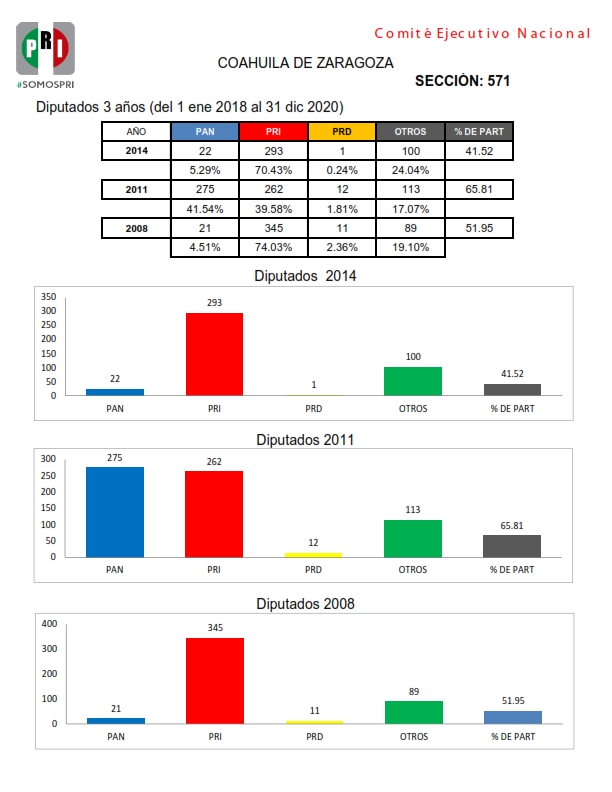 PRI
Comité Ejecutivo Nacional
#SOMOSPRI
COAHUILA DE ZARAGOZA
SECCIÓN: 571
Diputados 3 años (del 1 ene 2018 al 31 dic 2020)
AÑO PAN PRI PRD OTROS % DE PART
2014 22 293 1 100 41.52
5.29% 70.43% 0.24% 24.04%
2011 275 262 12 113 65.81
41.54% 39.58% 1.81% 17.07%
2008 21 345 11 89 51.95
4.51% 74.03% 2.36% 19.10%
Diputados 2014
350
300
250
200
150
100
50
0
22 293 1 100 41.52
PAN PRI PRD OTROS % DE PART
Diputados 2011
300
250
200
150
100
50
0
275 262 12 113 65.81
PAN PRI PRD OTROS % DE PART
Diputados 2008
400
300
200
100
0
21 345 11 89 51.95
PAN PRI PRD OTROS % DE PART